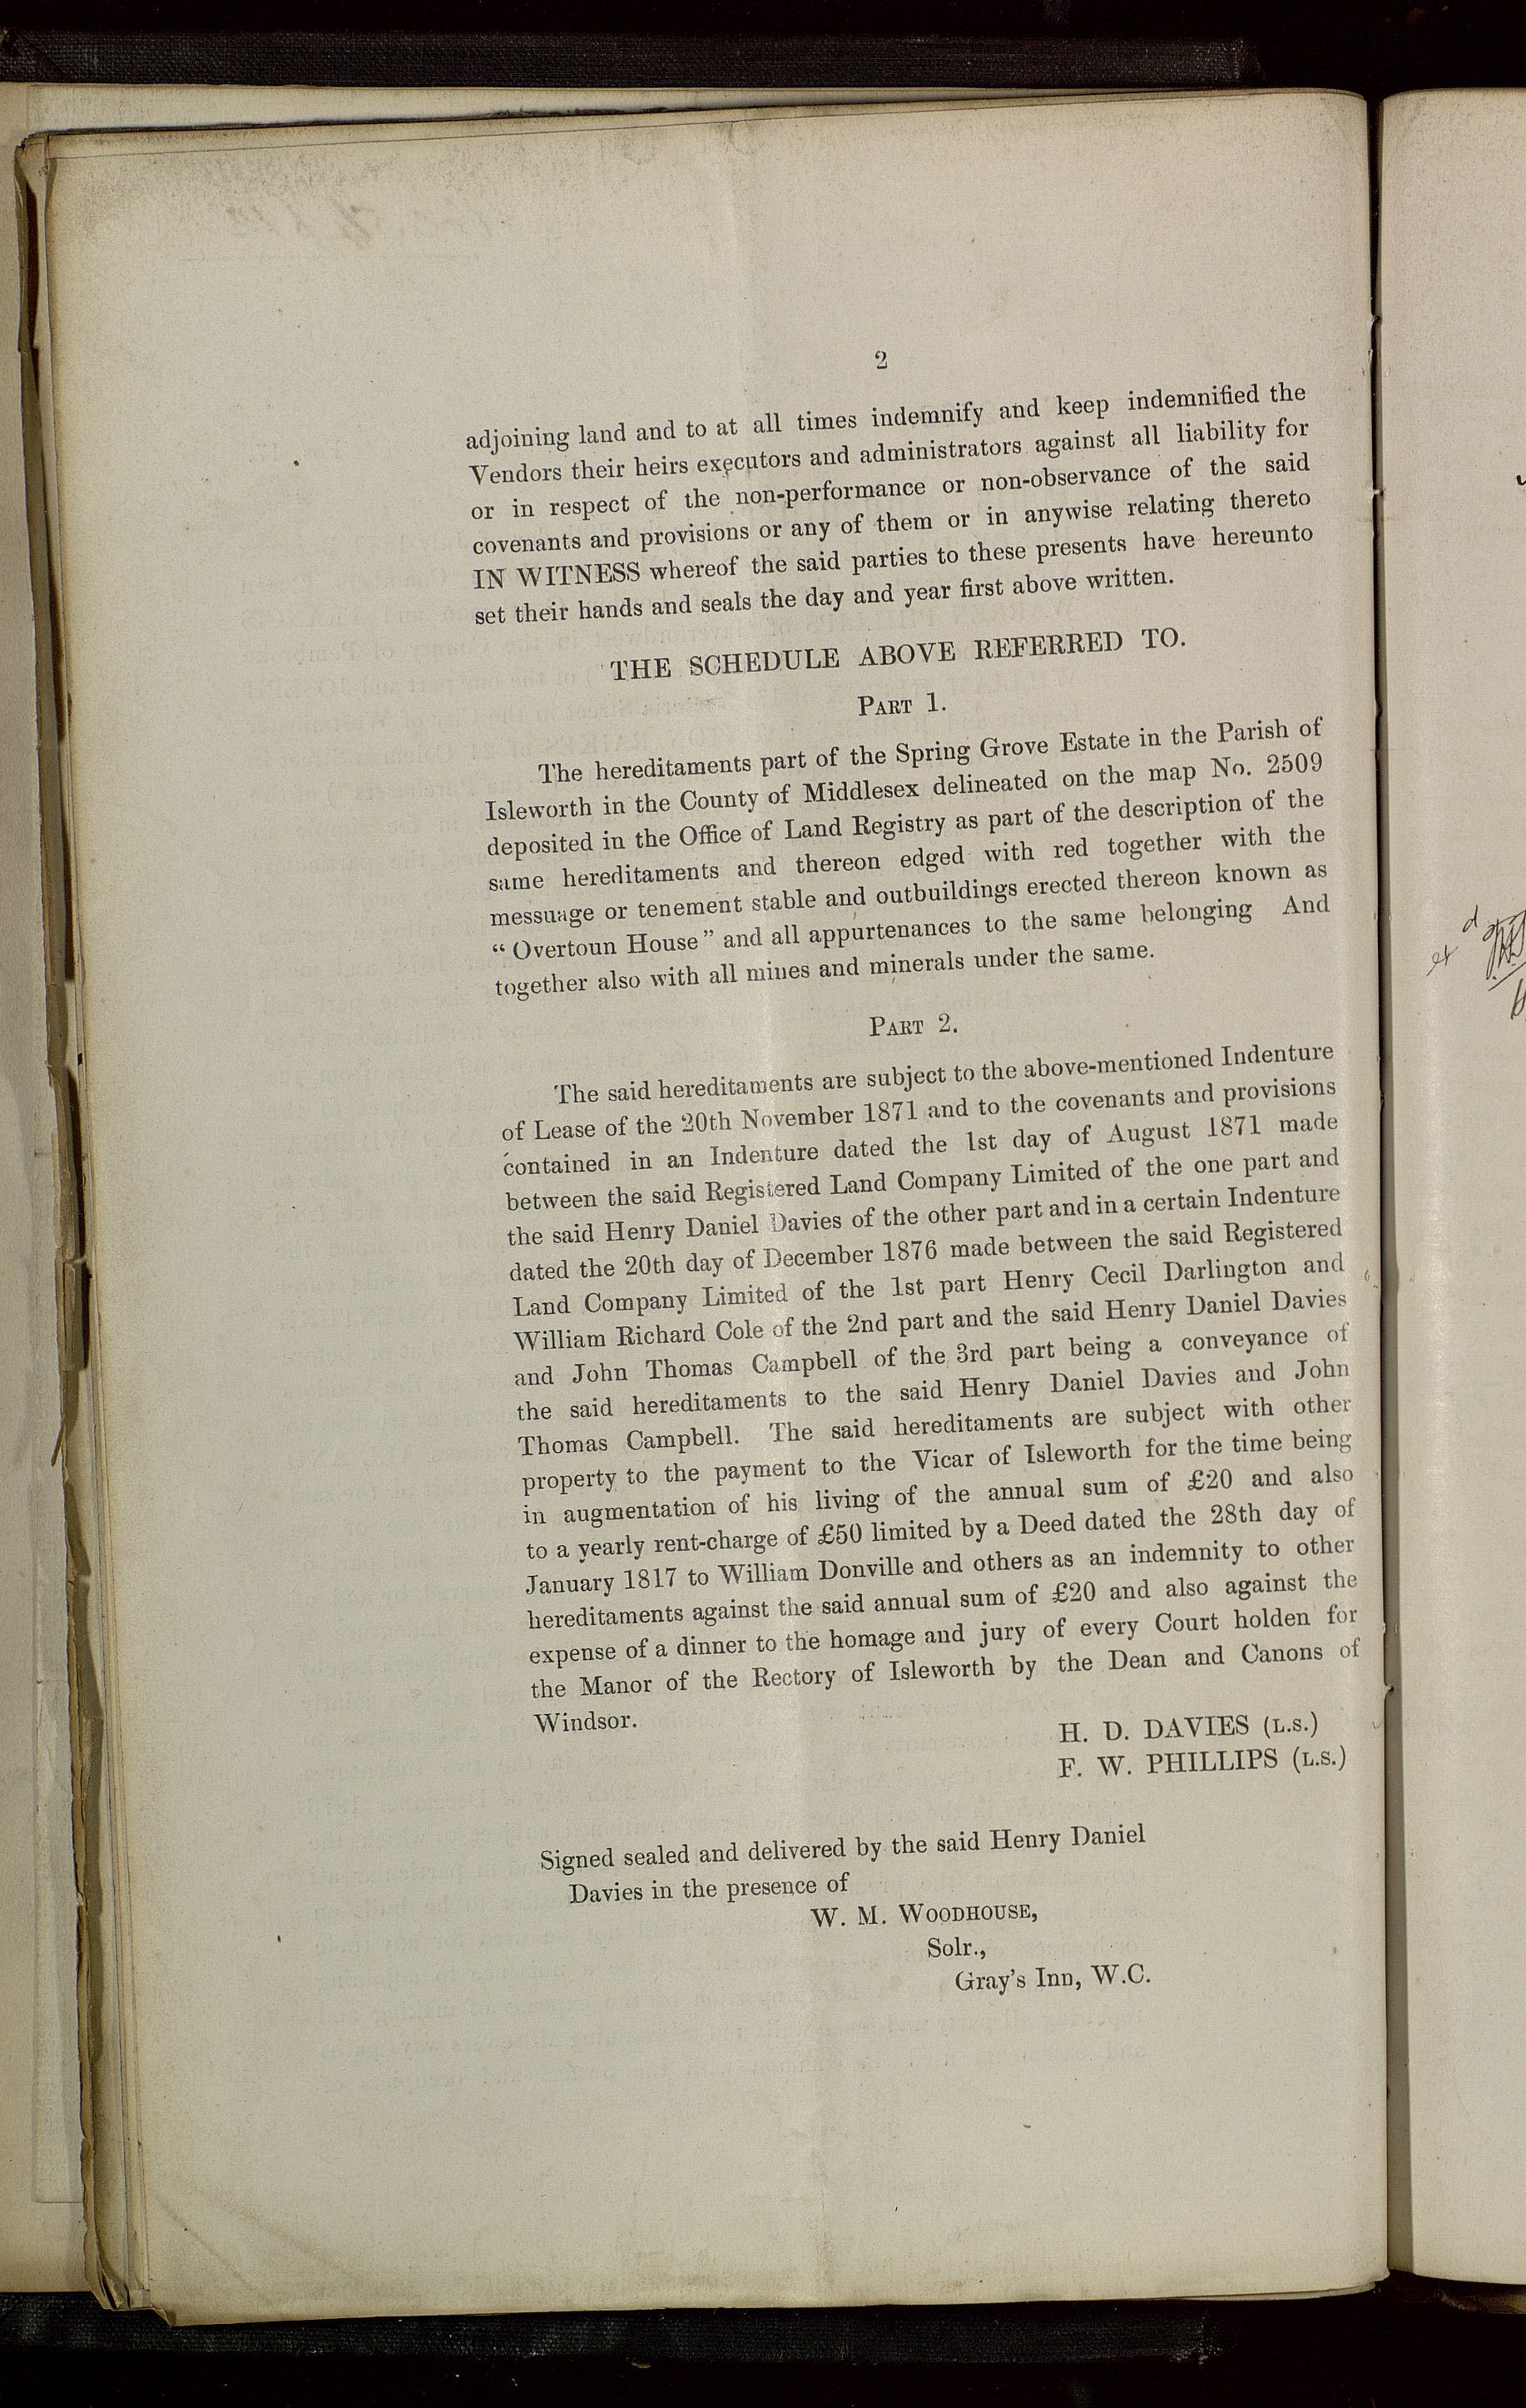 2
adjoining land and to at all times indemnify and keep indemnified the
Vendors their heirs executors and administrators against all liability for
or in respect of the non-performance or non-observance of the said
covenants and provisions or any of them or in anywise relating thereto
IN WITNESS whereof the said parties to these presents have hereunto
set their hands and seals the day and year first above written.
THE SCHEDULE ABOVE REFERRED TO.
PART 1.
The hereditaments part of the Spring Grove Estate in the Parish of
Isleworth in the County of Middlesex delineated on the map No. 2509
deposited in the Office of Land Registry as part of the description of the
same hereditaments and thereon edged with red together with the
messuage or tenement stable and outbuildings erected thereon known as
“Overtoun House” and all appurtenances to the same belonging And
together also with all mines and minerals under the same.
PART 2.
The said hereditaments are subject to the above-mentioned Indenture
of Lease of the 20th November 1871 and to the covenants and provisions
contained in an Indenture dated the 1st day of August 1871 made
between the said Registered Land Company Limited of the one part and
the said Henry Daniel Davies of the other part and in a certain Indenture
dated the 20th day of December 1876 made between the said Registered
Land Company Limited of the 1st part Henry Cecil Darlington and
William Richard Cole of the 2nd part and the said Henry Daniel Davies
and John Thomas Campbell of the 3rd part being a conveyance of
the said hereditaments to the said Henry Daniel Davies and John
Thomas Campbell. The said hereditaments are subject with other
property to the payment to the Vicar of Isleworth for the time being
in augmentation of his living of the annual sum of £20 and also
to a yearly rent-charge of £50 limited by a Deed dated the 28th day of
January 1817 to William Donville and others as an indemnity to other
hereditaments against the said annual sum of £20 and also against the
expense of a dinner to the homage and jury of every Court holden for
the Manor of the Rectory of Isleworth by the Dean and Canons of
Windsor.
H. D. DAVIES (L.S.)
F. W. PHILLIPS (L.S.)
Signed sealed and delivered by the said Henry Daniel
Davies in the presence of
W. M. WOODHOUSE,
Solr.,
Gray's Inn, W.C.